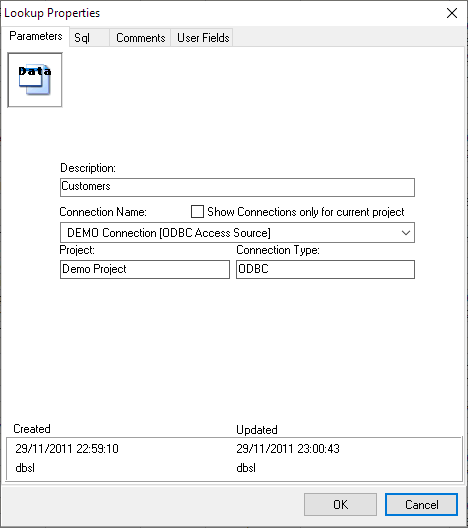 Lookup Properties
Parameters Sql Comments User Fields
Data
Description:
Customers
Connection Name: Show Connections only for current project
DEMO Connection [ODBC Access Source]
Project: Connection Type:
Demo Project ODBC
Created Updated
29/11/2011 22:59:10 29/11/2011 23:00:43
dbsl dbsl
OK Cancel